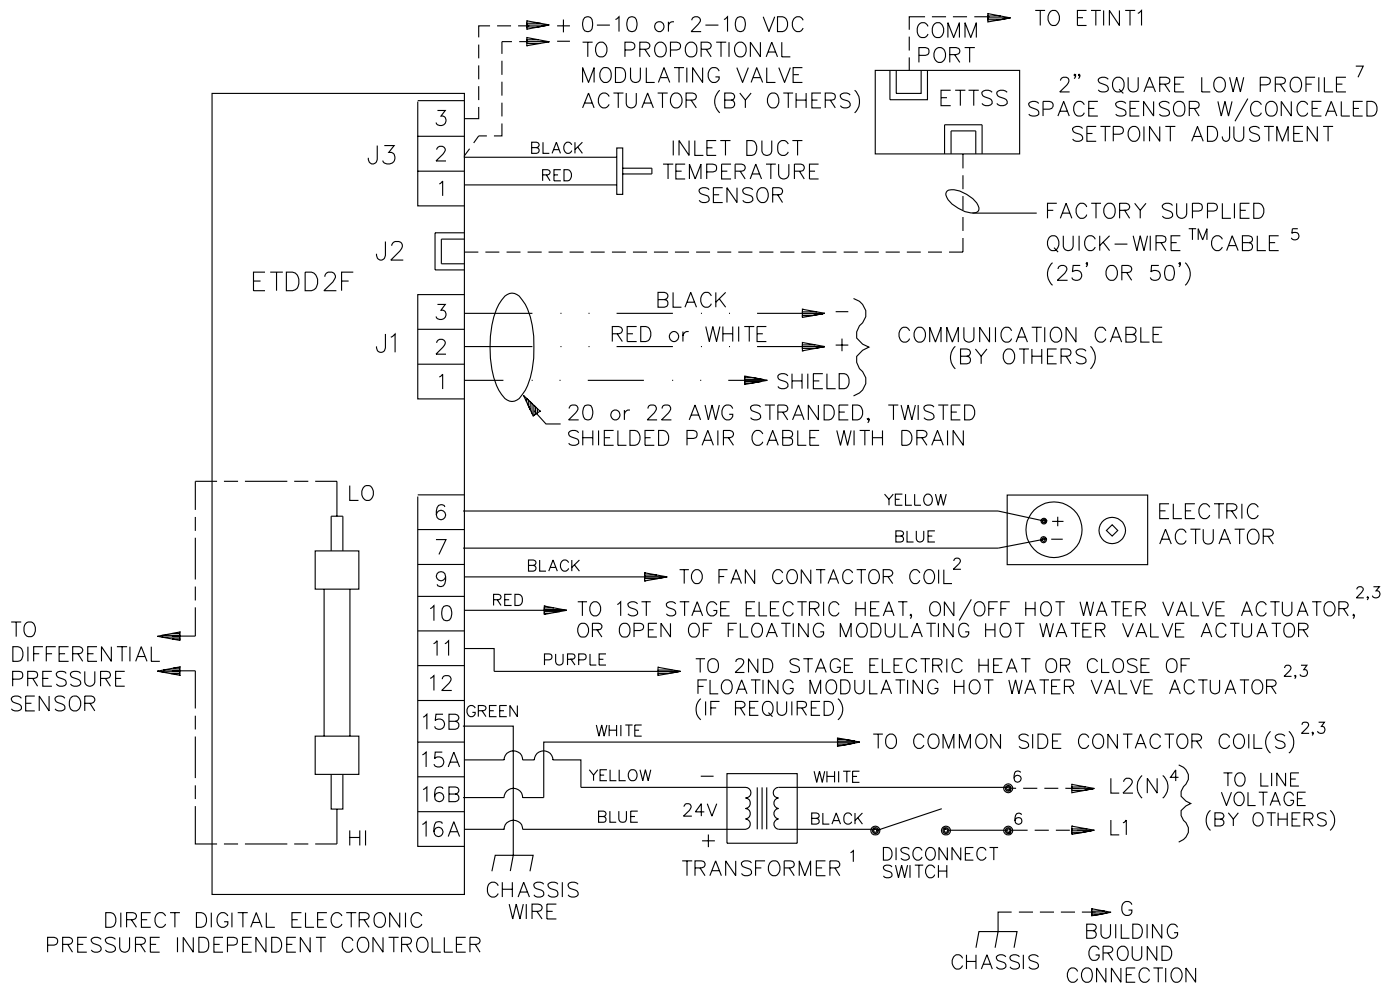 + 0-10 or 2-10 VDC
- TO PROPORTIONAL
MODULATING VALVE
ACTUATOR (BY OTHERS)
TO ETINT1
COMM
PORT
ETTSS
2" SQUARE LOW PROFILE 7
SPACE SENSOR W/CONCEALED
SETPOINT ADJUSTMENT
J3
3
2
1
BLACK
RED
INLET DUCT
TEMPERATURE
SENSOR
FACTORY SUPPLIED
QUICK-WIRE TM CABLE 5
(25' OR 50')
J2
ETDD2F
J1
3
2
1
BLACK
-
RED or WHITE
+
SHIELD
COMMUNICATION CABLE
(BY OTHERS)
20 or 22 AWG STRANDED, TWISTED
SHIELDED PAIR CABLE WITH DRAIN
LO
HI
TO
DIFFERENTIAL
PRESSURE
SENSOR
6
7
9
10
11
12
15B
15A
16B
16A
YELLOW
BLUE
+
-
ELECTRIC
ACTUATOR
BLACK
TO FAN CONTACTOR COIL 2
RED
TO 1ST STAGE ELECTRIC HEAT, ON/OFF HOT WATER VALVE ACTUATOR, 2,3
OR OPEN OF FLOATING MODULATING HOT WATER VALVE ACTUATOR
PURPLE
TO 2ND STAGE ELECTRIC HEAT OR CLOSE OF
FLOATING MODULATING HOT WATER VALVE ACTUATOR 2,3
(IF REQUIRED)
GREEN
WHITE
TO COMMON SIDE CONTACTOR COIL(S) 2,3
YELLOW
-
24V
+
BLUE
TRANSFORMER 1
WHITE
BLACK
6
6
L2(N) 4
L1
TO LINE
VOLTAGE
(BY OTHERS)
DISCONNECT
SWITCH
CHASSIS
WIRE
DIRECT DIGITAL ELECTRONIC
PRESSURE INDEPENDENT CONTROLLER
CHASSIS
G
BUILDING
GROUND
CONNECTION